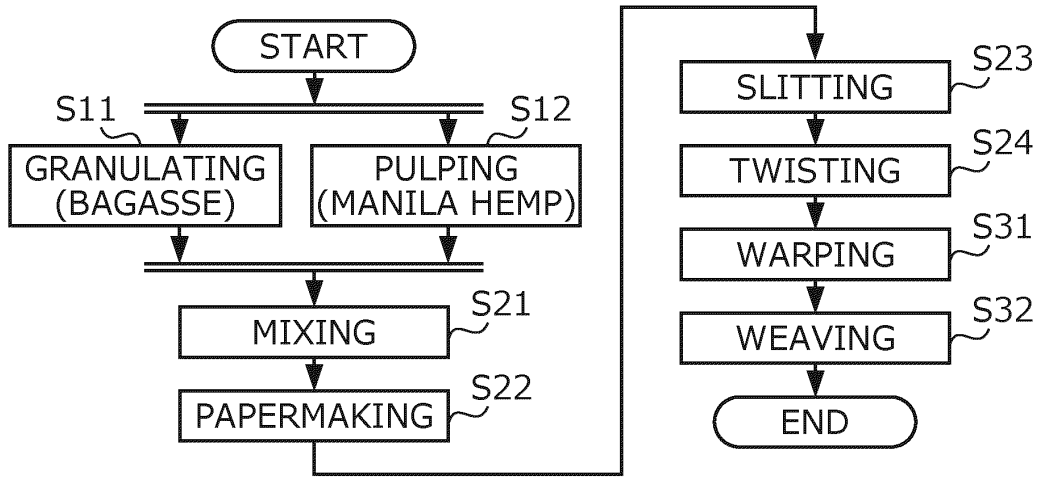 START
S11
GRANULATING
(BAGASSE)
S12
PULPING
(MANILA HEMP)
S21
MIXING
S22
PAPERMAKING
S23
SLITTING
S24
TWISTING
S31
WARPING
S32
WEAVING
END